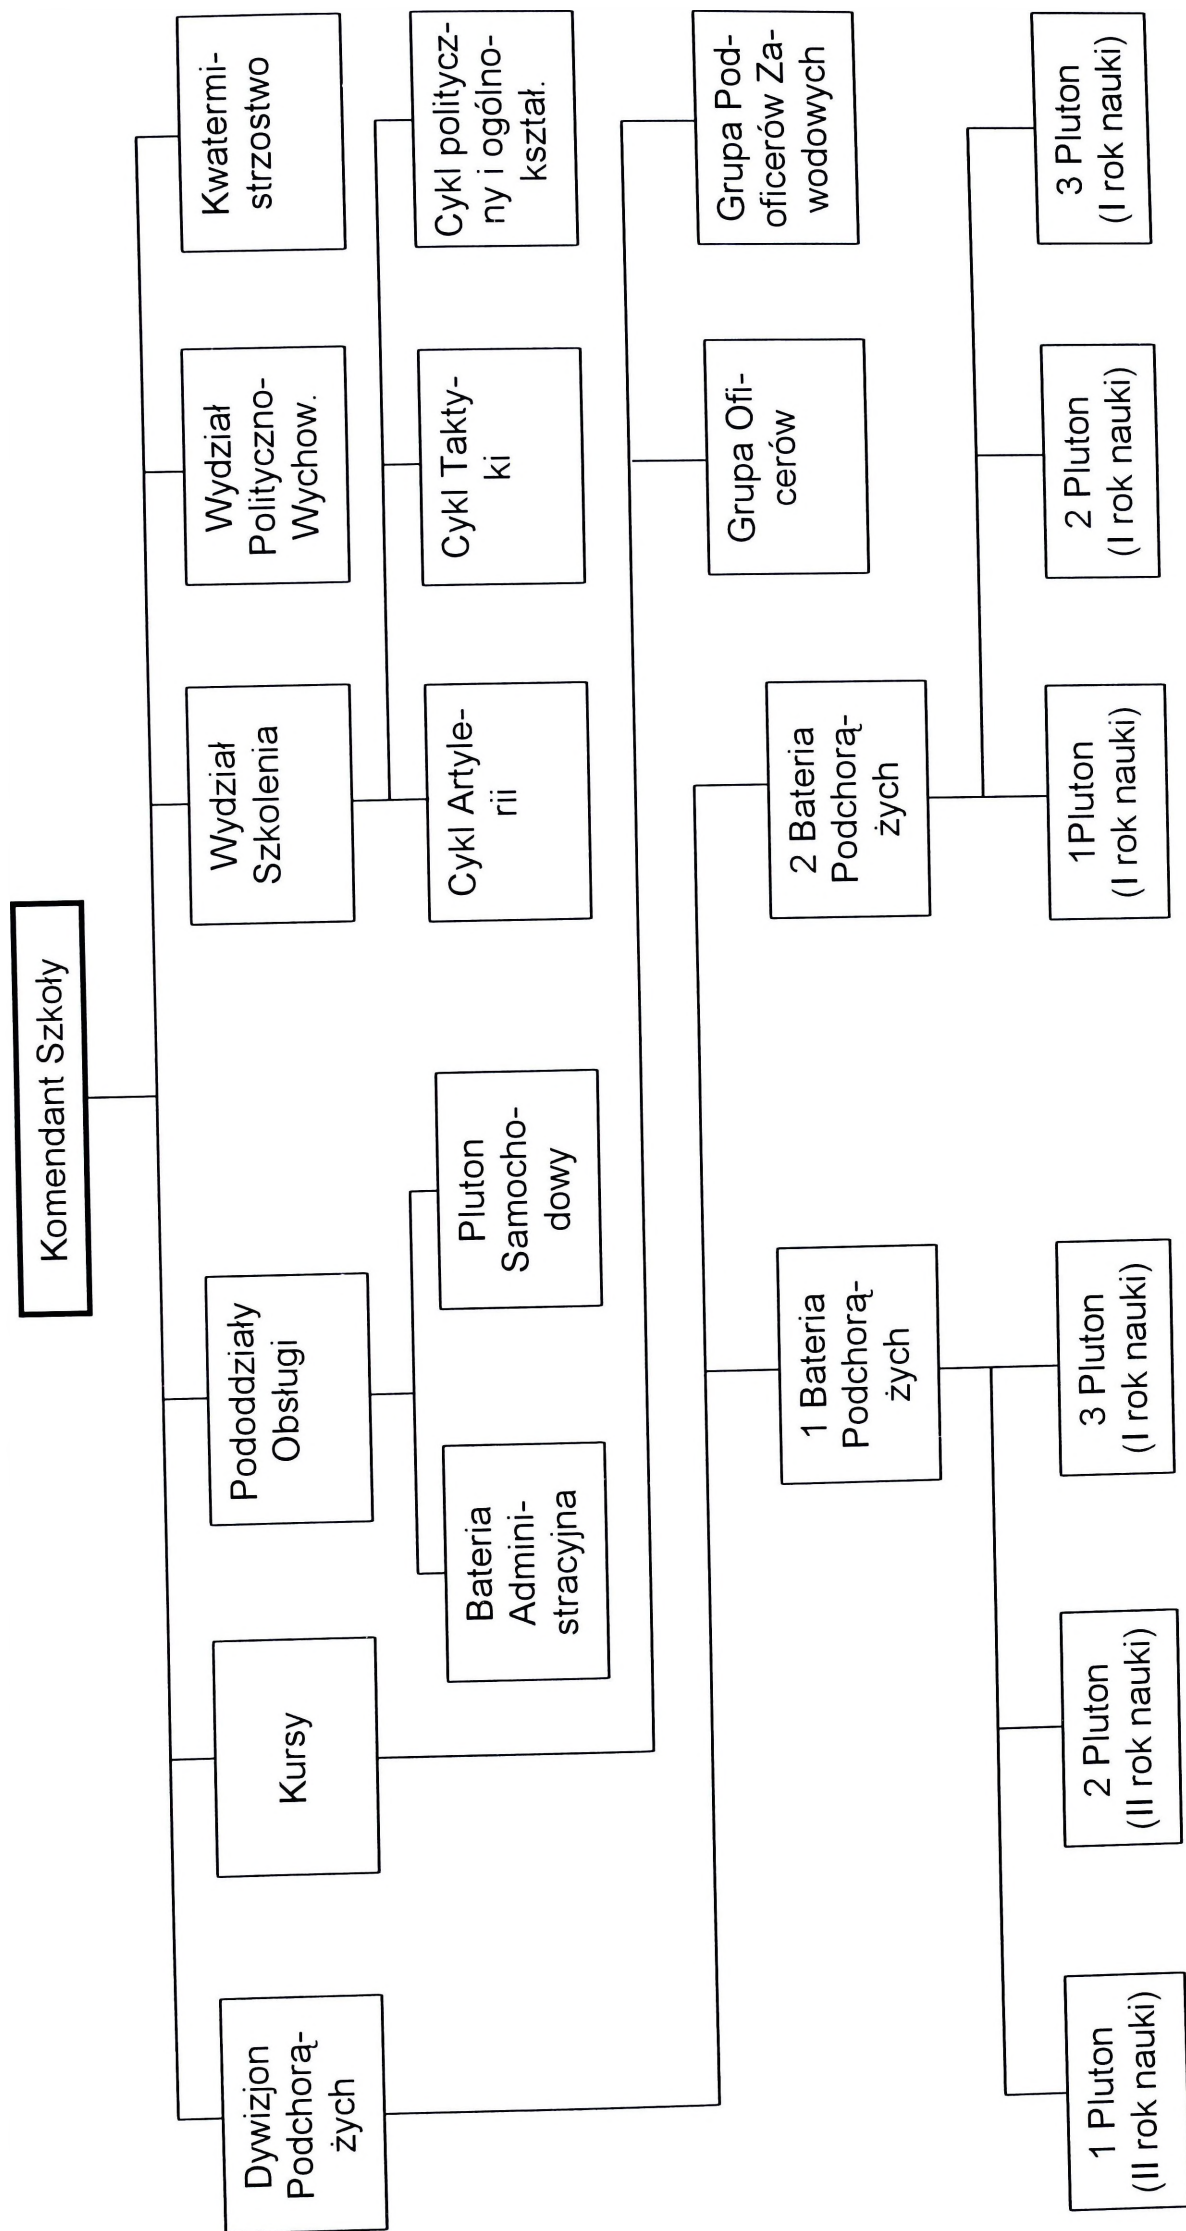 Komendant Szkoły
Dywizjon
Podchorą-
żych
Kursy
Pododdziały
Obsługi
Wydział
Szkolenia
Wydział
Polityczno-
Wychow.
Kwatermi-
strzostwo
Bateria
Admini-
stracyjna
Pluton
Samocho-
dowy
Cykl Artyle-
rii
Cykl Takty-
ki
Cykl politycz-
ny i ogólno-
kształ.
Grupa Ofi-
cerów
Grupa Pod-
oficerów Za-
wodowych
1 Bateria
Podchorą-
żych
2 Bateria
Podchorą-
żych
1 Pluton
(II rok nauki)
2 Pluton
(II rok nauki)
3 Pluton
(I rok nauki)
1Pluton
(I rok nauki)
2 Pluton
(I rok nauki)
3 Pluton
(I rok nauki)